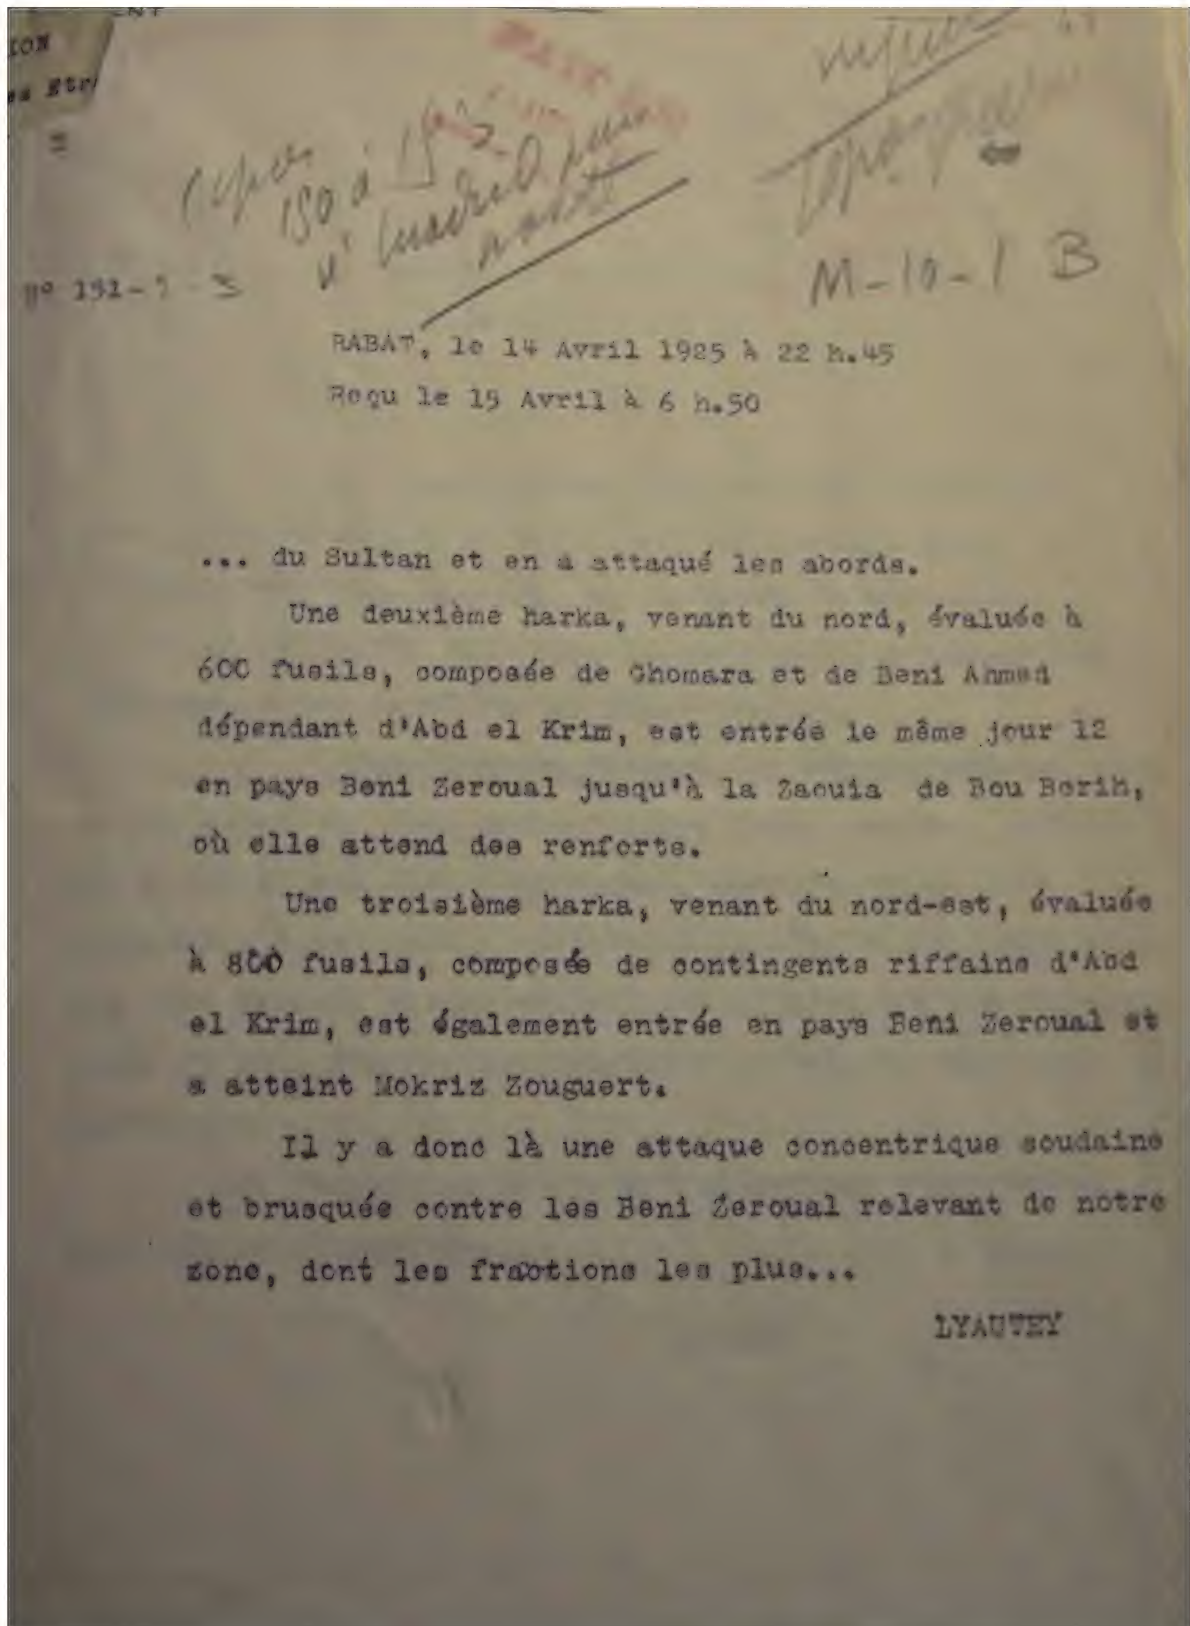 ION
Nº 151-
M-10-1 B
RABAT, le 14 Avril 1925 à 22 h.45
Reçu le 15 Avril à 6 h.50
... du Sultan et en a attaqué les abords.
Une deuxième harka, venant du nord, évaluée à
600 fusils, composée de Ghomara et de Beni Ahmed
dépendant d'Abd el Krim, est entrée le même jour 12
en pays Beni Zeroual jusqu'à la Zaouia de Bou Berih,
où elle attend des renforts.
Une troisième harka, venant du nord-est, évaluée
à 800 fusils, composée de contingents riffains d'Abd
el Krim, est également entrée en pays Beni Zeroual et
a atteint Mokriz Zouguert.
Il y a donc là une attaque concentrique soudaine
et brusquée contre les Beni Zeroual relevant de notre
zone, dont les fractions les plus...
LYAUTEY